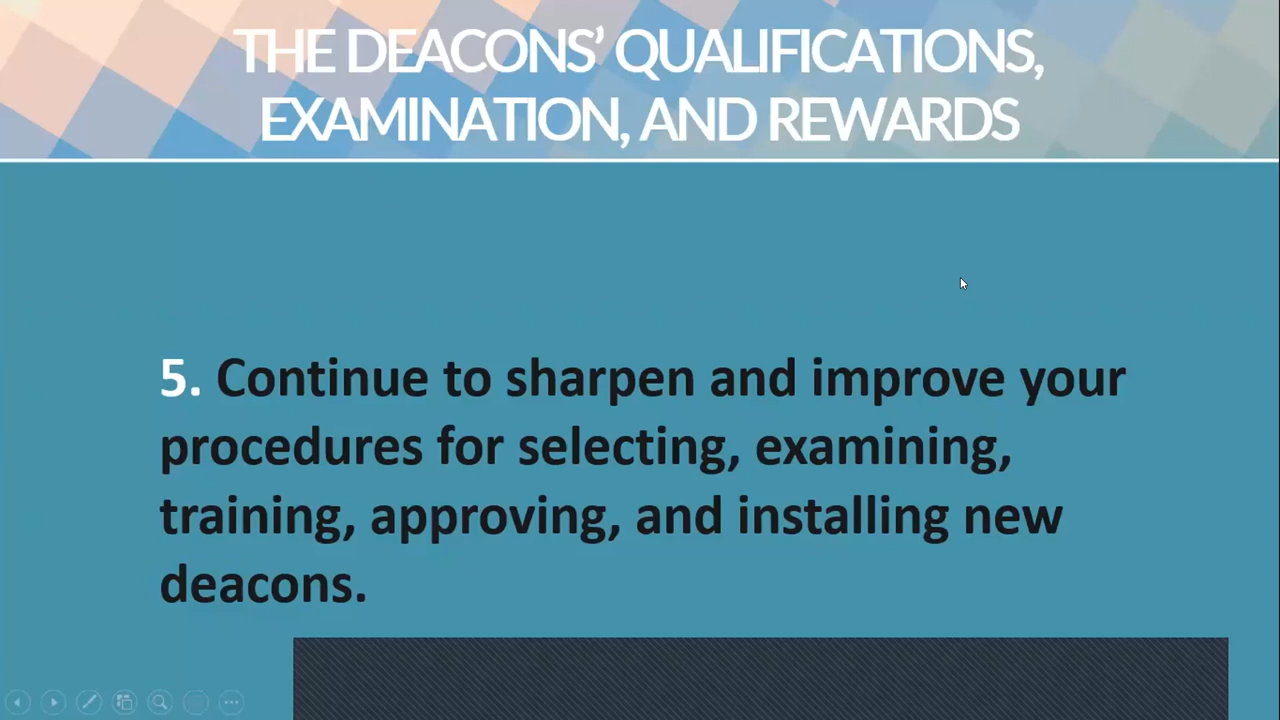 THE DEACONS’ QUALIFICATIONS,
EXAMINATION, AND REWARDS
5. Continue to sharpen and improve your
procedures for selecting, examining,
training, approving, and installing new
deacons.